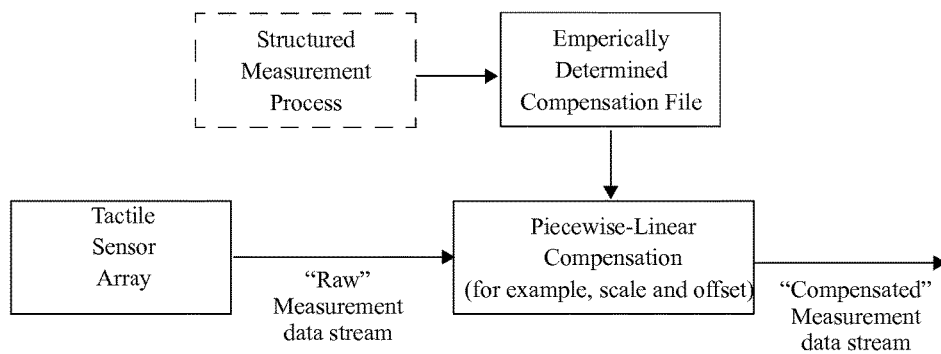 Structured
Measurement
Process
Emperically
Determined
Compensation File
Tactile
Sensor
Array
“Raw”
Measurement
data stream
Piecewise-Linear
Compensation
(for example, scale and offset)
“Compensated”
Measurement
data stream